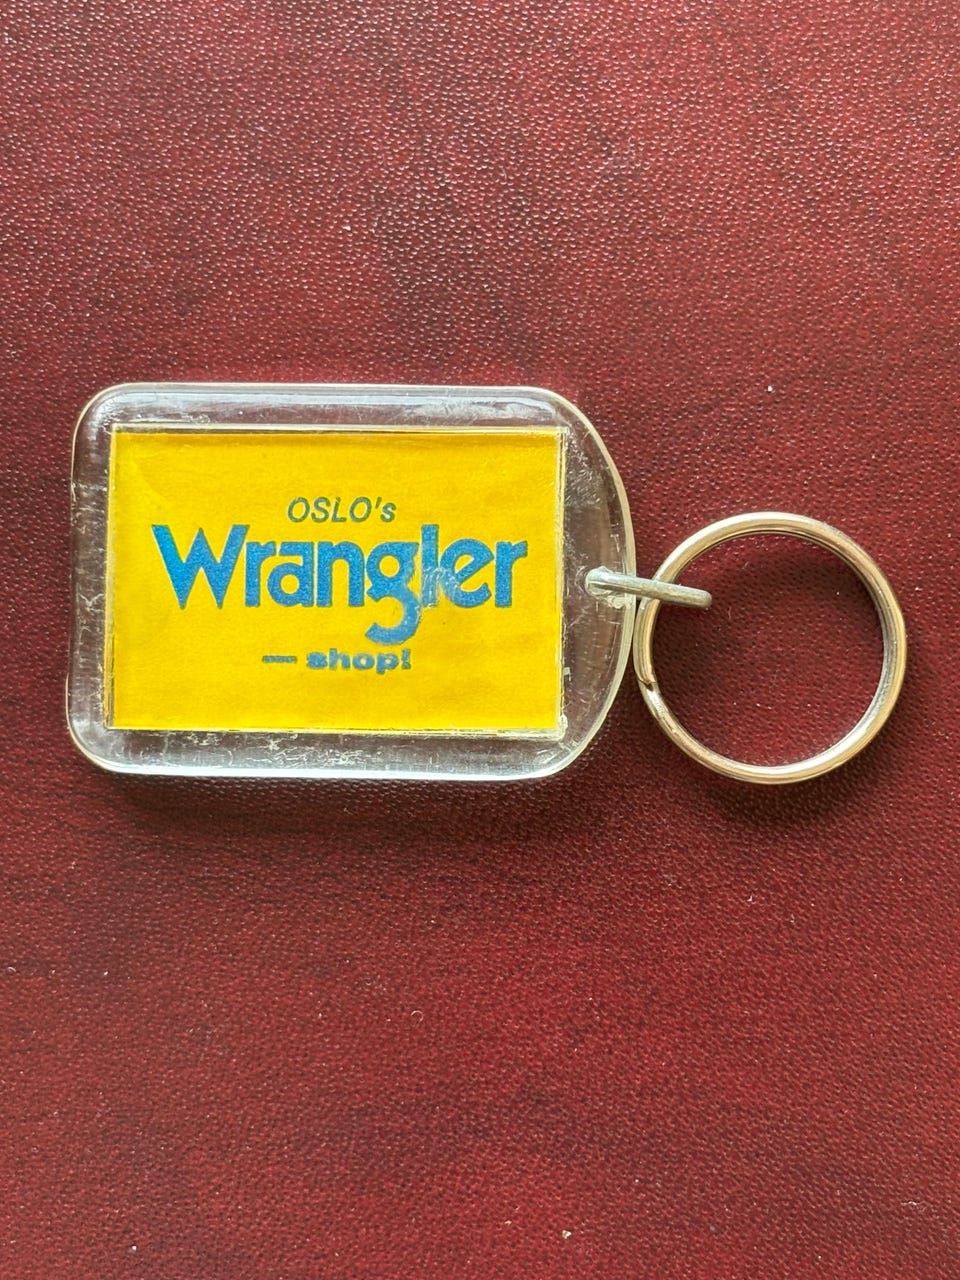 OSLO's
Wrangler
— shop!